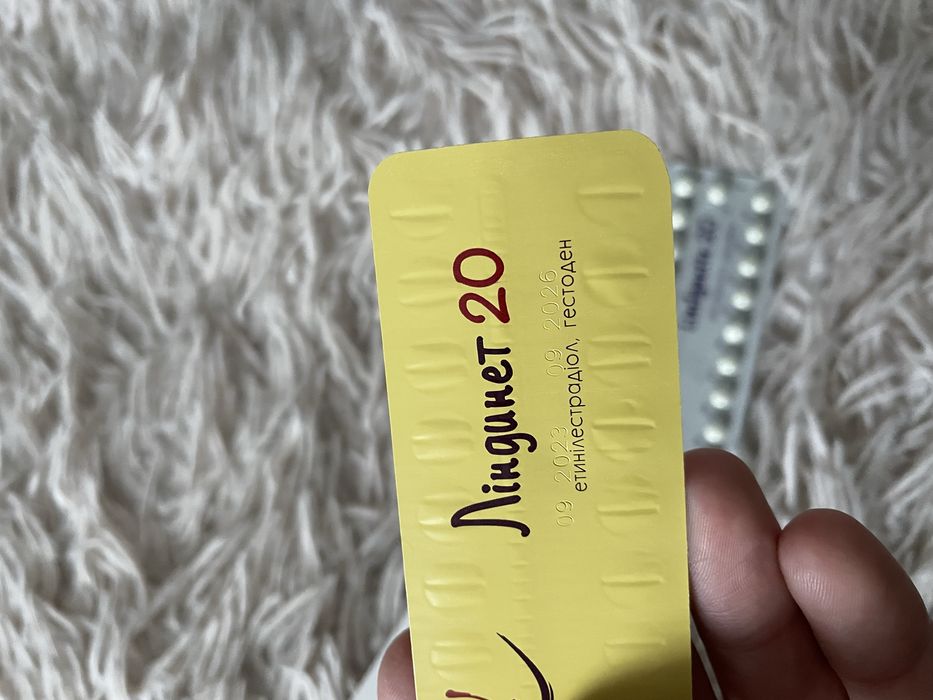 Ліндинет 20
09 2023 09 2026
етинілестрадіол, гестоден